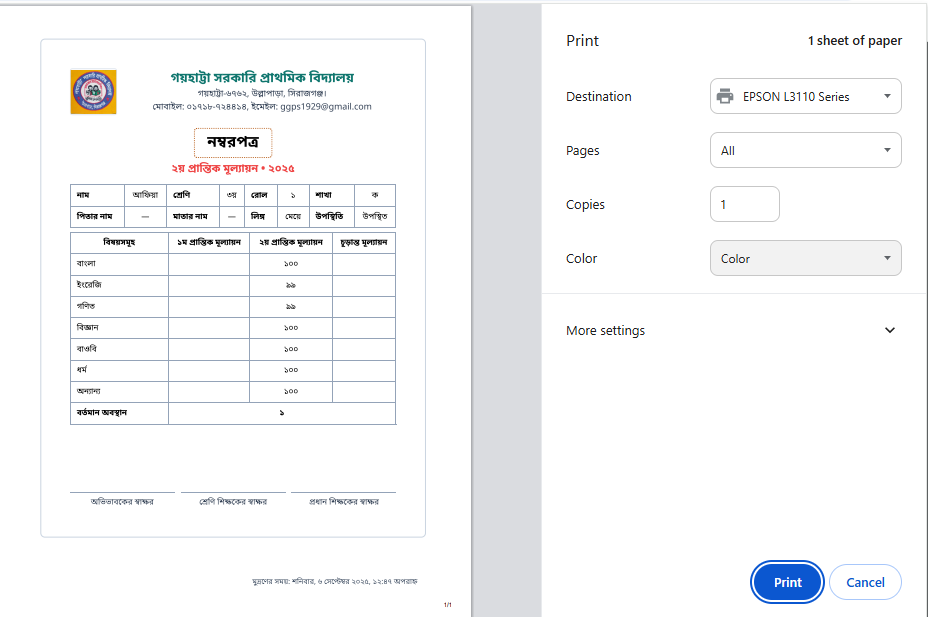 গয়হাট্টা সরকারি প্রাথমিক বিদ্যালয়
গয়হাট্টা-৬৭৬২, উল্লাপাড়া, সিরাজগঞ্জ।
মোবাইল: ০১৭১৮-৭২৪৪১৪, ইমেইল: ggps1929@gmail.com
নম্বরপত্র
২য় প্রান্তিক মূল্যায়ন • ২০২৫
নাম আফিয়া শ্রেণি ৩য় রোল ১ শাখা ক
পিতার নাম — মাতার নাম — লিঙ্গ মেয়ে উপস্থিতি উপস্থিত
বিষয়সমূহ ১ম প্রান্তিক মূল্যায়ন ২য় প্রান্তিক মূল্যায়ন চূড়ান্ত মূল্যায়ন
বাংলা ১০০
ইংরেজি ৯৯
গণিত ৯৯
বিজ্ঞান ১০০
বাওবি ১০০
ধর্ম ১০০
অন্যান্য ১০০
বর্তমান অবস্থান ১
অভিভাবকের স্বাক্ষর শ্রেণি শিক্ষকের স্বাক্ষর প্রধান শিক্ষকের স্বাক্ষর
মুদ্রণের সময়: শনিবার, ৬ সেপ্টেম্বর ২০২৫, ১২:৪৭ অপরাহ্ন
1/1
Print 1 sheet of paper
Destination EPSON L3110 Series
Pages All
Copies 1
Color Color
More settings
Print Cancel